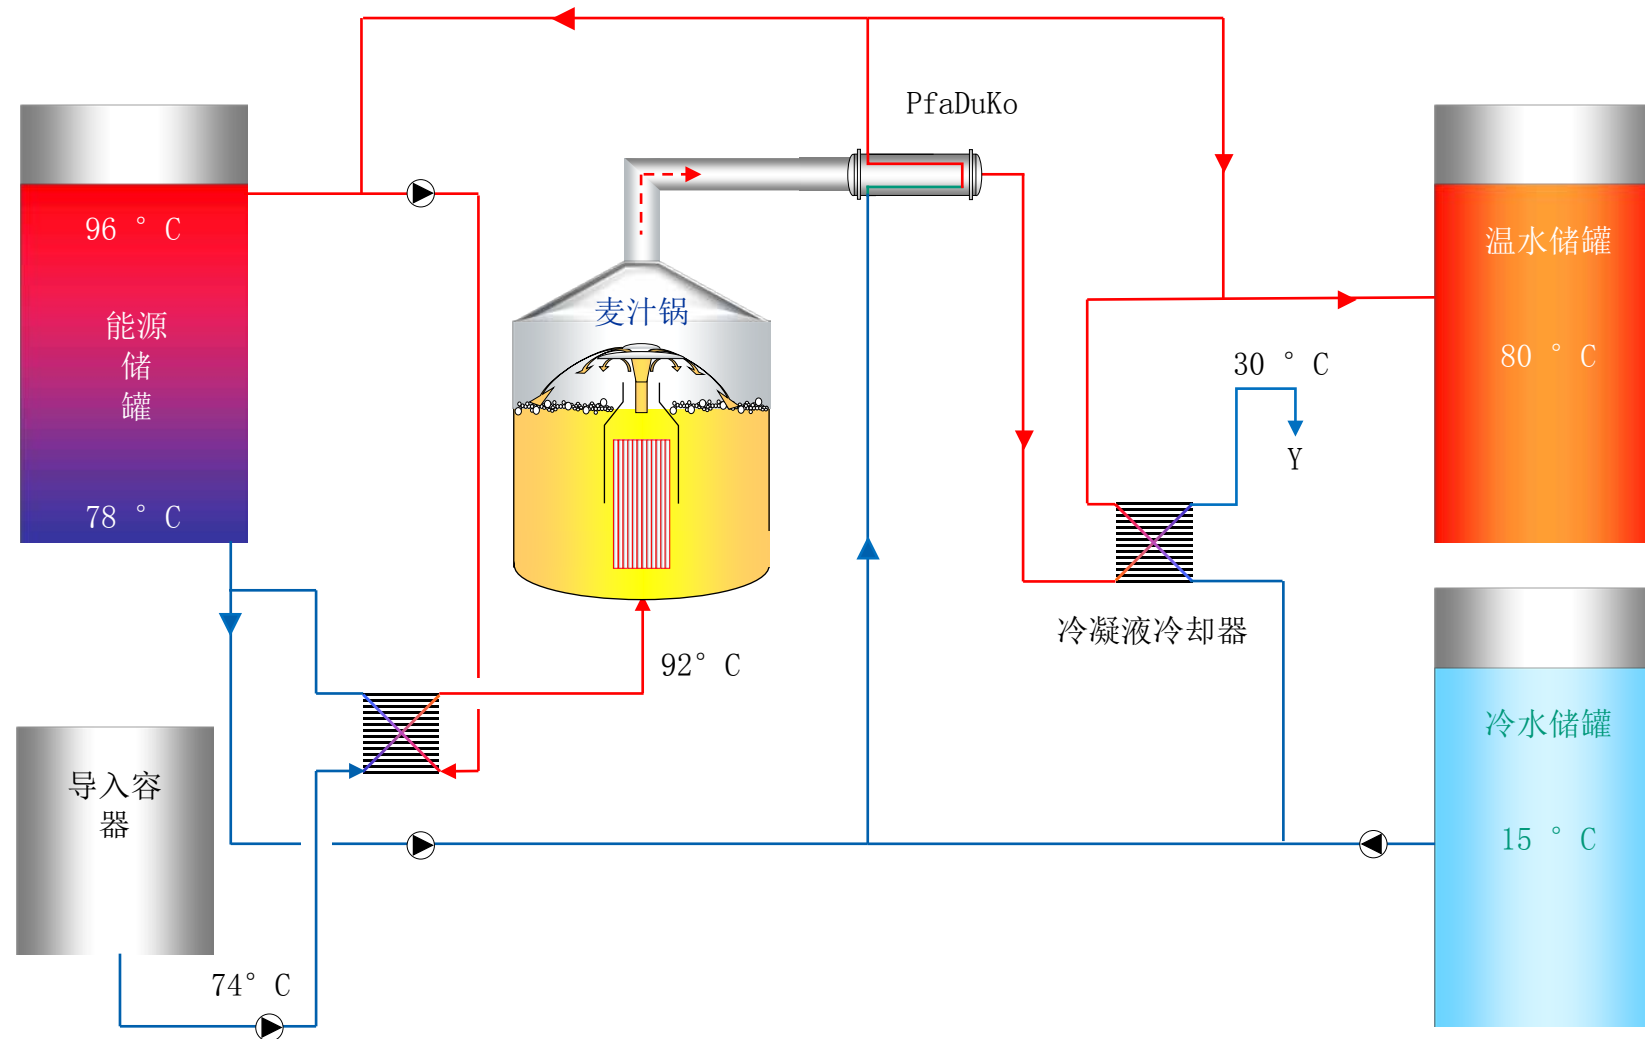 PfaDuKo
96 °C
能源
储
罐
78 °C
麦汁锅
温水储罐
80 °C
30 °C
Y
冷凝液冷却器
92°C
冷水储罐
15 °C
导入容
器
74°C